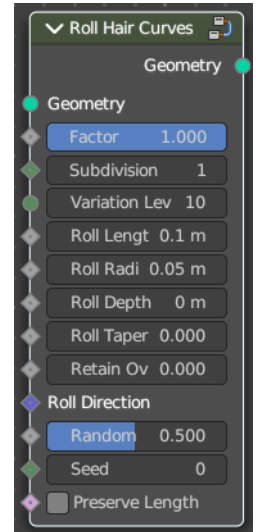 Roll Hair Curves
Geometry
Geometry
Factor 1.000
Subdivision 1
Variation Lev 10
Roll Lengt 0.1 m
Roll Radi 0.05 m
Roll Depth 0 m
Roll Taper 0.000
Retain Ov 0.000
Roll Direction
Random 0.500
Seed 0
Preserve Length